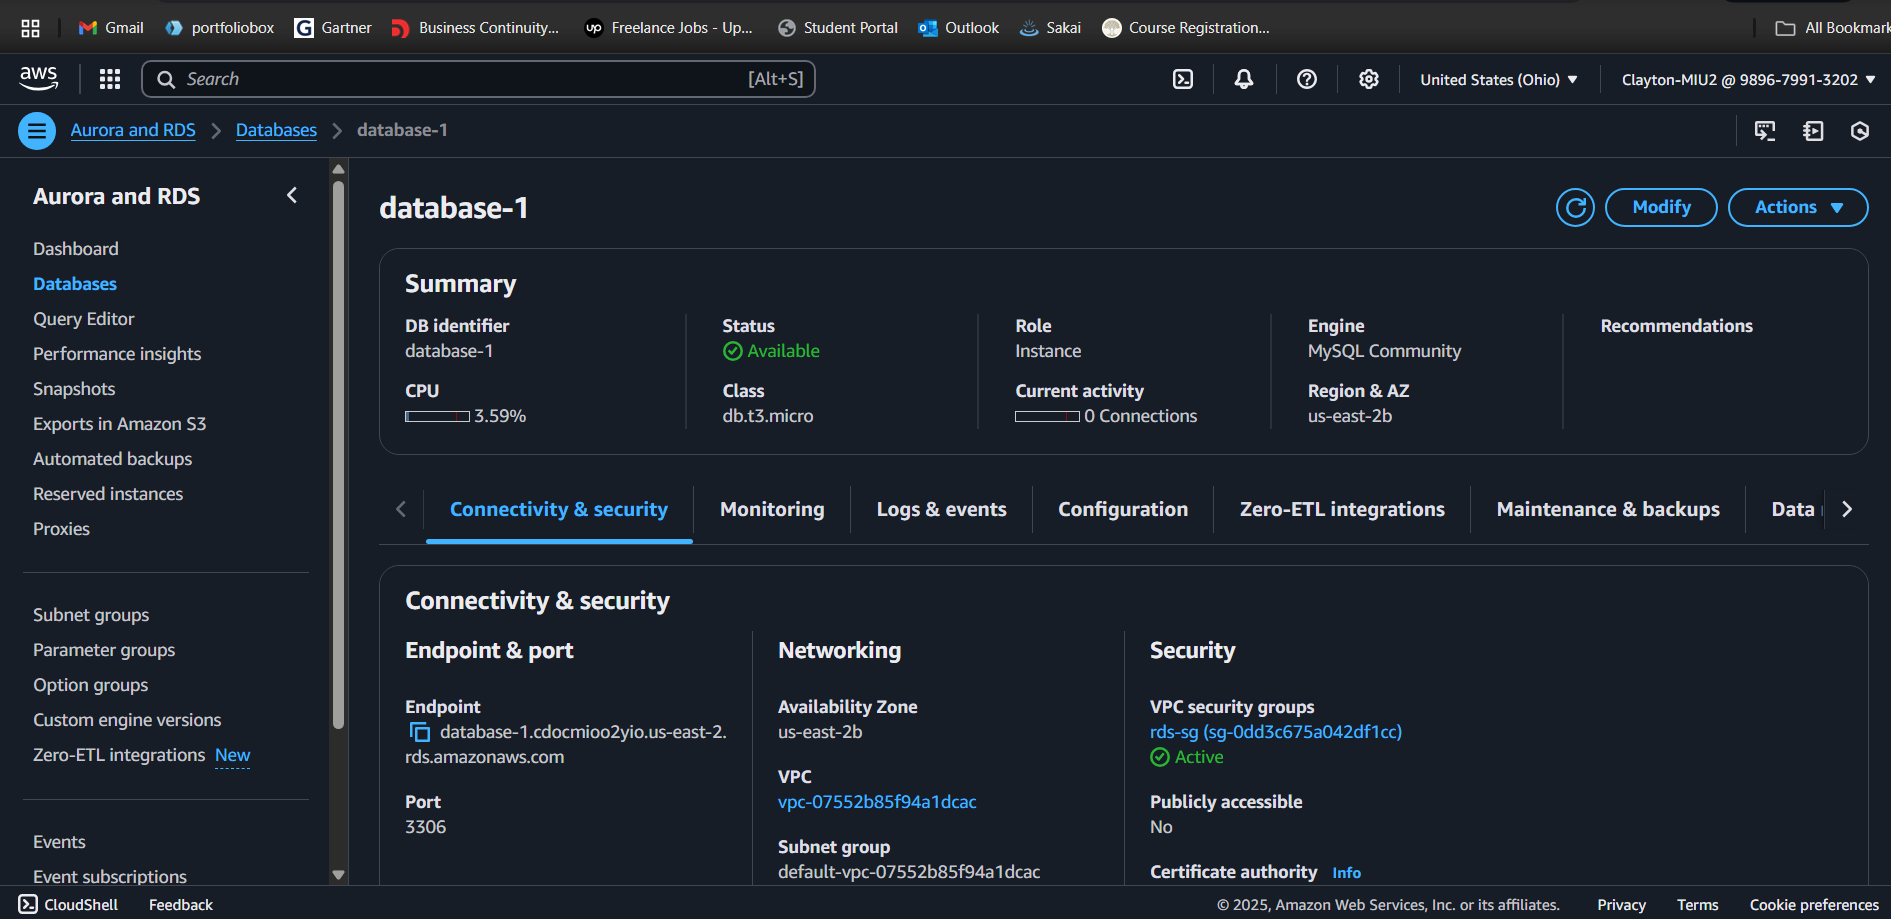 Gmail
portfoliobox
Gartner
Business Continuity...
Freelance Jobs - Up...
Student Portal
Outlook
Sakai
Course Registration...
All Bookmark
aws
Search
[Alt+S]
United States (Ohio)
Clayton-MIU2 @ 9896-7991-3202
Aurora and RDS
Databases
database-1
Aurora and RDS
Dashboard
Databases
Query Editor
Performance insights
Snapshots
Exports in Amazon S3
Automated backups
Reserved instances
Proxies
Subnet groups
Parameter groups
Option groups
Custom engine versions
Zero-ETL integrations New
Events
Event subscriptions
database-1
Modify
Actions
Summary
DB identifier
database-1
CPU
3.59%
Status
Available
Class
db.t3.micro
Role
Instance
Current activity
0 Connections
Engine
MySQL Community
Region & AZ
us-east-2b
Recommendations
Connectivity & security
Monitoring
Logs & events
Configuration
Zero-ETL integrations
Maintenance & backups
Data
Connectivity & security
Endpoint & port
Endpoint
database-1.cdocmioo2yio.us-east-2.
rds.amazonaws.com
Port
3306
Networking
Availability Zone
us-east-2b
VPC
vpc-07552b85f94a1dcac
Subnet group
default-vpc-07552b85f94a1dcac
Security
VPC security groups
rds-sg (sg-0dd3c675a042df1cc)
Active
Publicly accessible
No
Certificate authority Info
CloudShell
Feedback
© 2025, Amazon Web Services, Inc. or its affiliates.
Privacy
Terms
Cookie preferences